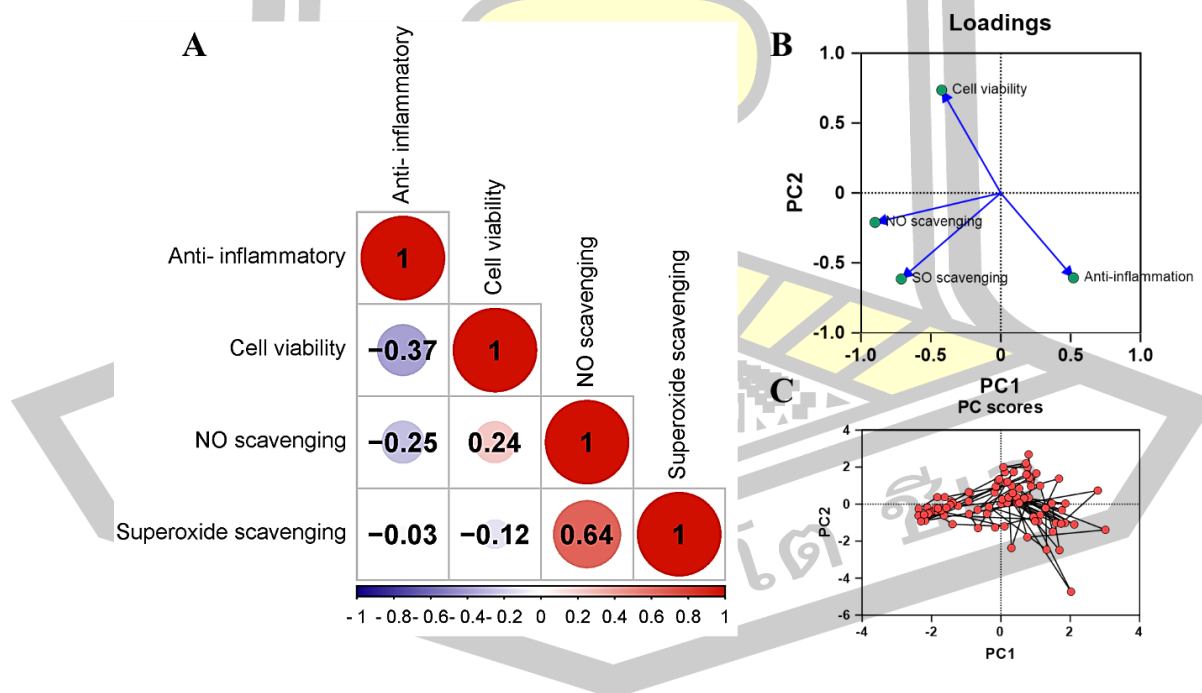 A
Anti- inflammatory
Cell viability
NO scavenging
Superoxide scavenging
Anti- inflammatory
1
Cell viability
−0.37
1
NO scavenging
−0.25
0.24
1
Superoxide scavenging
−0.03
−0.12
0.64
1
- 1 - 0.8 - 0.6 - 0.4 - 0.2 0 0.2 0.4 0.6 0.8 1
B
Loadings
1.0
0.5
0
-0.5
-1.0
PC2
Cell viability
NO scavenging
SO scavenging
Anti-inflammation
-1.0 -0.5 0 0.5 1.0
PC1
C
PC scores
4
2
0
-2
-4
-6
PC2
-4 -2 0 2 4
PC1